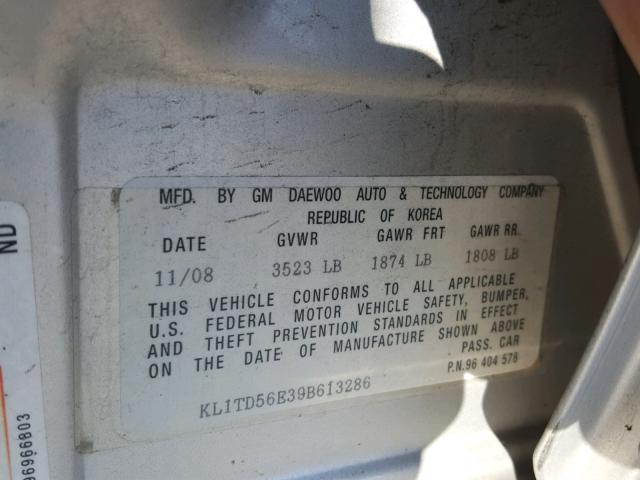 MFD. BY GM DAEWOO AUTO & TECHNOLOGY COMPANY
REPUBLIC OF KOREA
DATE GVWR GAWR FRT GAWR RR
11/08 3523 LB 1874 LB 1808 LB
THIS VEHICLE CONFORMS TO ALL APPLICABLE
U.S. FEDERAL MOTOR VEHICLE SAFETY, BUMPER,
AND THEFT PREVENTION STANDARDS IN EFFECT
ON THE DATE OF MANUFACTURE SHOWN ABOVE
PASS. CAR
P.N.96 404 578
KL1TD56E39B613286
ND
96966803